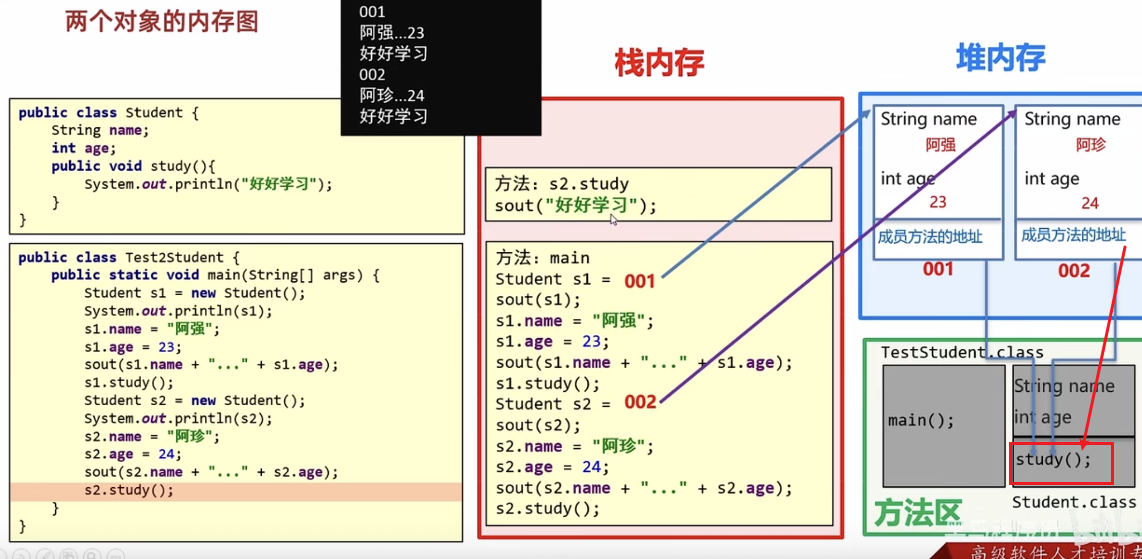 两个对象的内存图
001
阿强...23
好好学习
002
阿珍...24
好好学习
public class Student {
String name;
int age;
public void study(){
System.out.println("好好学习");
}
}
public class Test2Student {
public static void main(String[] args) {
Student s1 = new Student();
System.out.println(s1);
s1.name = "阿强";
s1.age = 23;
sout(s1.name + "..." + s1.age);
s1.study();
Student s2 = new Student();
System.out.println(s2);
s2.name = "阿珍";
s2.age = 24;
sout(s2.name + "..." + s2.age);
s2.study();
}
}
栈内存
方法：s2.study
sout("好好学习");
方法：main
Student s1 = 001
sout(s1);
s1.name = "阿强";
s1.age = 23;
sout(s1.name + "..." + s1.age);
s1.study();
Student s2 = 002
sout(s2);
s2.name = "阿珍";
s2.age = 24;
sout(s2.name + "..." + s2.age);
s2.study();
堆内存
String name
阿强
int age
23
成员方法的地址
001
String name
阿珍
int age
24
成员方法的地址
002
TestStudent.class
main();
String name
int age
study();
Student.class
方法区
高级软件人才培训专